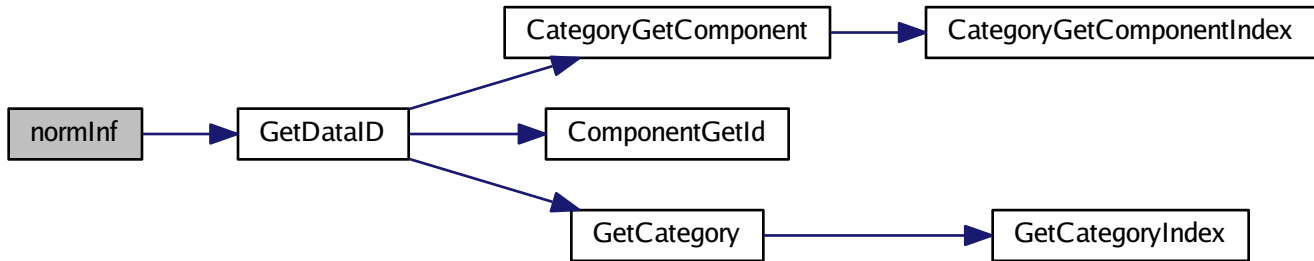 CategoryGetComponent
CategoryGetComponentIndex
normInf
GetDataID
ComponentGetId
GetCategory
GetCategoryIndex